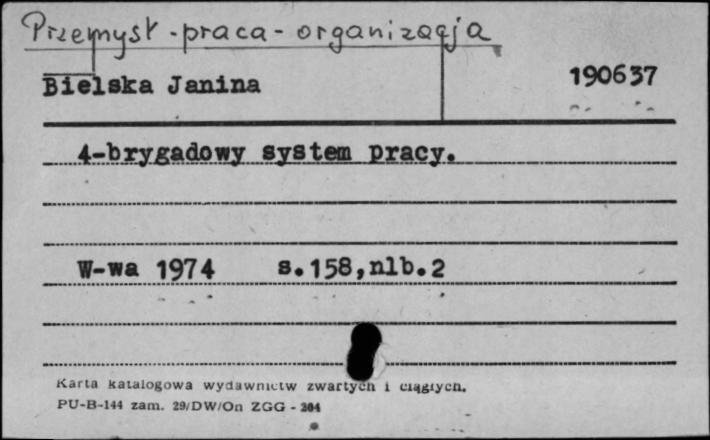 Przemysł - praca - organizacja
Bielska Janina 190637
4-brygadowy system pracy.
W-wa 1974 s.158,nlb.2
Karta katalogowa wydawnictw zwartych i ciągłych.
PU-B-144 zam. 29/DW/On ZGG - 204